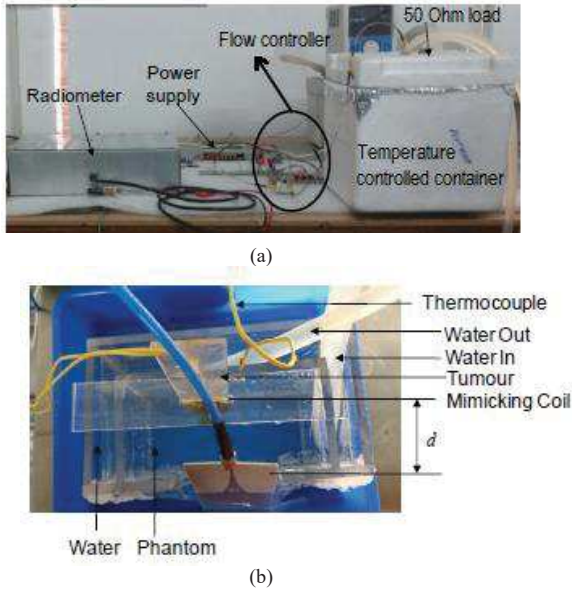 50 Ohm load
Flow controller
Power
supply
Radiometer
Temperature
controlled container
(a)
Thermocouple
Water Out
Water In
Tumour
Mimicking Coil
d
Water Phantom
(b)